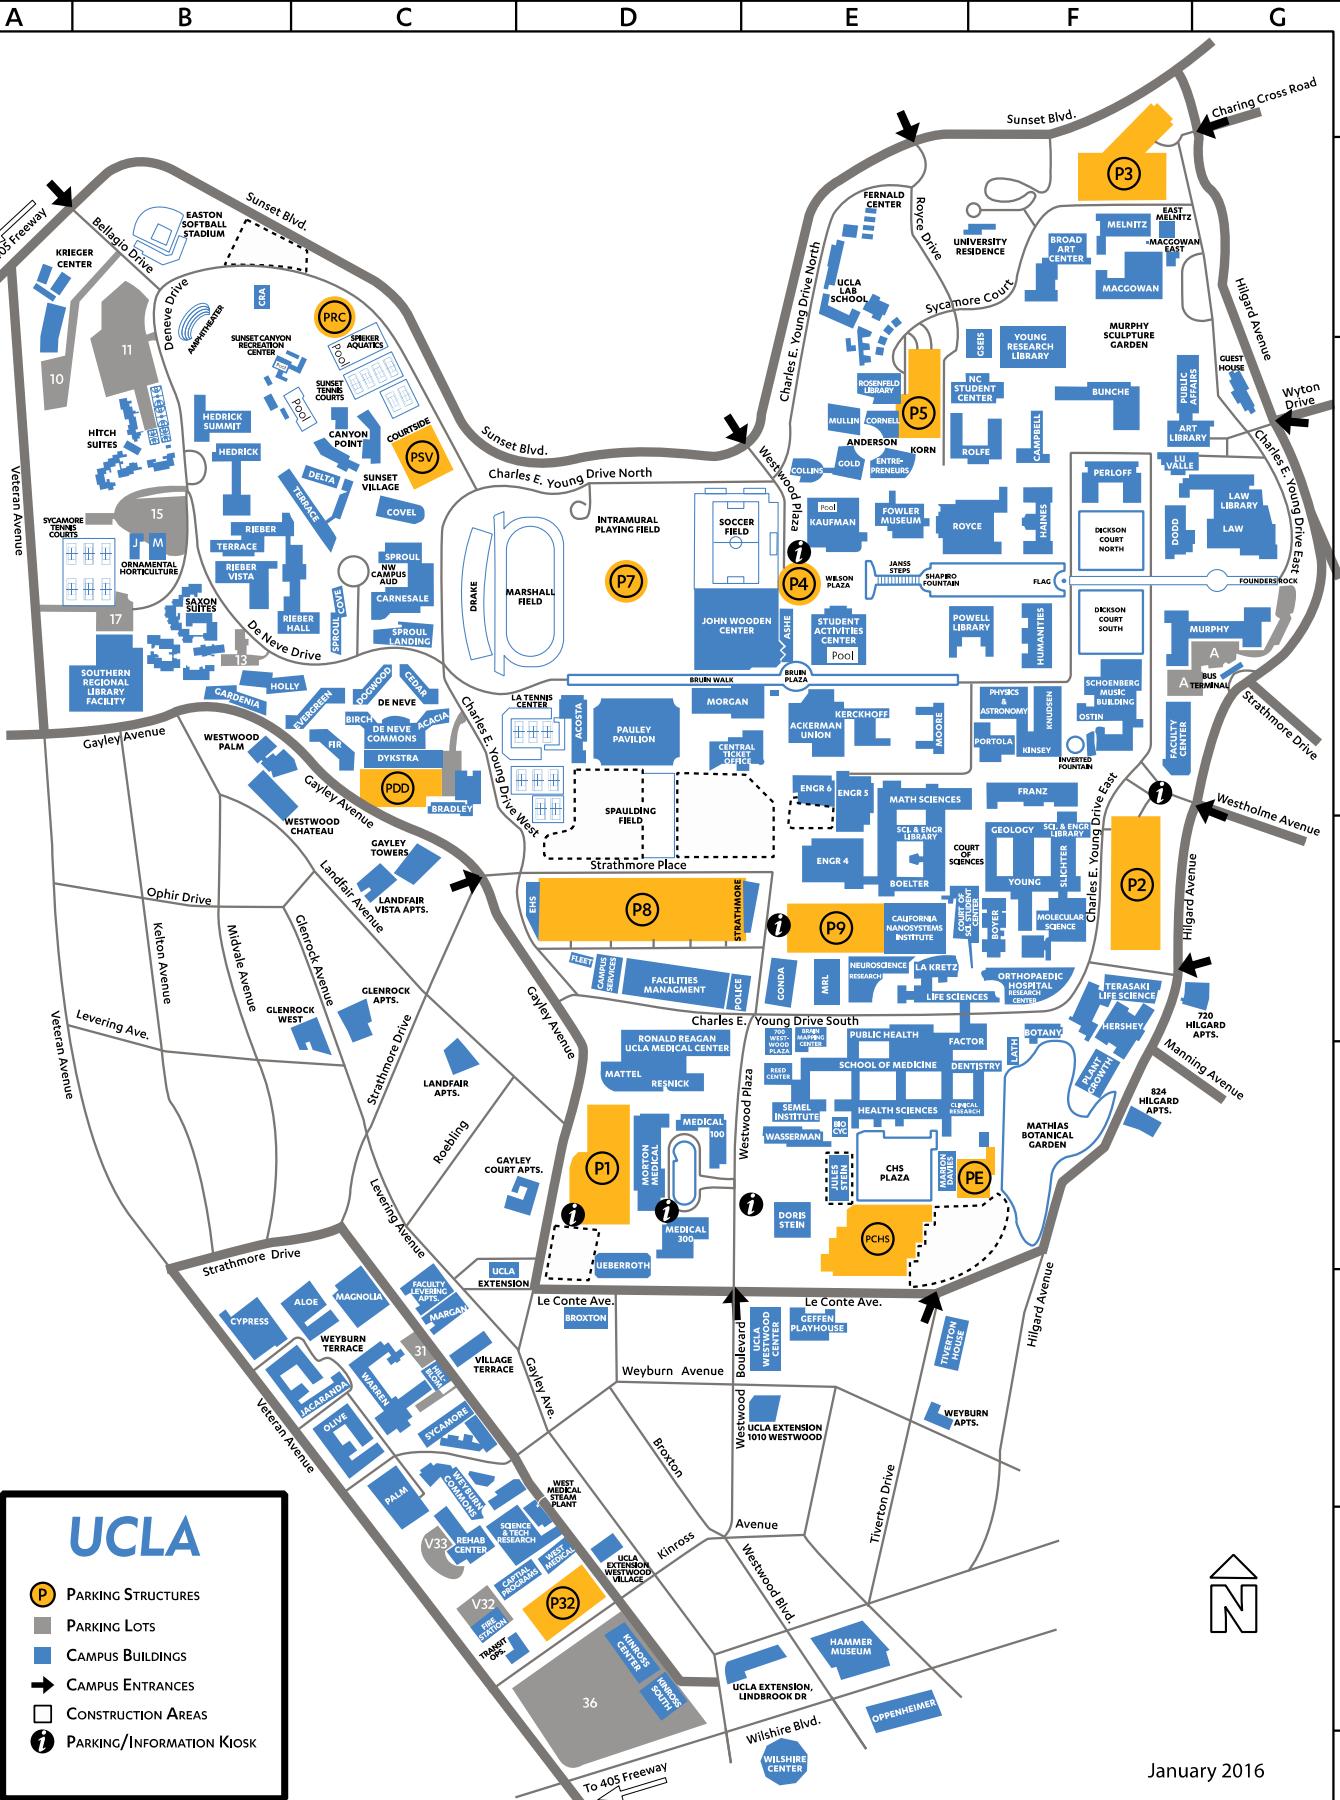 A
B
C
D
E
F
G
Charing Cross Road
Sunset Blvd.
P3
405 Freeway
Bellagio Drive
EASTON
SOFTBALL
STADIUM
Sunset Blvd.
KRIEGER
CENTER
FERNALD
CENTER
Royce Drive
UNIVERSITY
RESIDENCE
BROAD
ART
CENTER
MELNITZ
EAST
MELNITZ
MACGOWAN
EAST
MACGOWAN
Charles E. Young Drive North
UCLA
LAB
SCHOOL
Sycamore Court
Hilgard Avenue
Deneve Drive
AMPHITHEATER
CRA
PRC
SUNSET CANYON
RECREATION
CENTER
Pool
SPIEKER
AQUATICS
Pool
SUNSET
TENNIS
COURTS
Pool
11
10
GSEIS
YOUNG
RESEARCH
LIBRARY
MURPHY
SCULPTURE
GARDEN
GUEST
HOUSE
Wyton
Drive
ROSENFELD
LIBRARY
P5
NC
STUDENT
CENTER
BUNCHE
PUBLIC
AFFAIRS
HITCH
SUITES
HEDRICK
SUMMIT
HEDRICK
CANYON
POINT
COURTSIDE
PSV
DELTA
TERRACE
SUNSET
VILLAGE
COVEL
MULLIN
CORNELL
ANDERSON
KORN
COLLINS
GOLD
ENTRE-
PRENEURS
ROLFE
CAMPBELL
ART
LIBRARY
LU
VALLE
Charles E. Young Drive East
Sunset Blvd.
Charles E. Young Drive North
Westwood Plaza
PERLOFF
LAW
LIBRARY
LAW
DODD
Veteran Avenue
SYCAMORE
TENNIS
COURTS
15
J
M
ORNAMENTAL
HORTICULTURE
RIEBER
TERRACE
RIEBER
VISTA
RIEBER
HALL
SPROUL
NW
CAMPUS
AUD
CARNESALE
SPROUL COVE
SPROUL
LANDING
DRAKE
MARSHALL
FIELD
INTRAMURAL
PLAYING FIELD
P7
SOCCER
FIELD
Pool
KAUFMAN
FOWLER
MUSEUM
ROYCE
HAINES
DICKSON
COURT
NORTH
P4
WILSON
PLAZA
JANSS
STEPS
SHAPIRO
FOUNTAIN
FLAG
FOUNDERS ROCK
JOHN WOODEN
CENTER
ASHE
STUDENT
ACTIVITIES
CENTER
Pool
POWELL
LIBRARY
HUMANITIES
DICKSON
COURT
SOUTH
MURPHY
A
A
BUS
TERMINAL
Strathmore Drive
17
SAXON
SUITES
De Neve Drive
13
SOUTHERN
REGIONAL
LIBRARY
FACILITY
GARDENIA
HOLLY
EVERGREEN
DOGWOOD
CEDAR
DE NEVE
BIRCH
ACACIA
DE NEVE
COMMONS
FIR
DYKSTRA
PDD
BRADLEY
Gayley Avenue
WESTWOOD
PALM
WESTWOOD
CHATEAU
Gayley Avenue
Charles E. Young Drive West
BRUIN WALK
BRUIN
PLAZA
LA TENNIS
CENTER
ACOSTA
PAULEY
PAVILION
MORGAN
CENTRAL
TICKET
OFFICE
ACKERMAN
UNION
KERCKHOFF
MOORE
PHYSICS
&
ASTRONOMY
KNUDSEN
PORTOLA
KINSEY
SCHOENBERG
MUSIC
BUILDING
OSTIN
INVERTED
FOUNTAIN
FACULTY
CENTER
SPAULDING
FIELD
ENGR 6
ENGR 5
MATH SCIENCES
SCI. & ENGR
LIBRARY
ENGR 4
BOELTER
COURT
OF
SCIENCES
FRANZ
GEOLOGY
SCI. & ENGR
LIBRARY
YOUNG
SLICHTER
Charles E. Young Drive East
P2
Westholme Avenue
Hilgard Avenue
GAYLEY
TOWERS
LANDFAIR
VISTA APTS.
Landfair Avenue
Strathmore Place
EHS
P8
STRATHMORE
P9
CALIFORNIA
NANOSYSTEMS
INSTITUTE
COURT OF
SCI. STUDENT
CENTER
BOYER
MOLECULAR
SCIENCE
Ophir Drive
Kelton Avenue
Midvale Avenue
Glenrock Avenue
Levering Ave.
Veteran Avenue
GLENROCK
WEST
GLENROCK
APTS.
Strathmore Drive
LANDFAIR
APTS.
Roebling
Gayley Avenue
FLEET
CAMPUS
SERVICES
FACILITIES
MANAGMENT
POLICE
GONDA
MRL
NEUROSCIENCE
RESEARCH
LA KRETZ
LIFE SCIENCES
ORTHOPAEDIC
HOSPITAL
RESEARCH
CENTER
TERASAKI
LIFE SCIENCE
HERSHEY
720
HILGARD
APTS.
Charles E. Young Drive South
RONALD REAGAN
UCLA MEDICAL CENTER
MATTEL
RESNICK
700
WEST-
WOOD
PLAZA
BRAIN
MAPPING
CENTER
PUBLIC HEALTH
FACTOR
BOTANY
LATH
PLANT
GROWTH
REED
CENTER
SCHOOL OF MEDICINE
DENTISTRY
Manning Avenue
824
HILGARD
APTS.
SEMEL
INSTITUTE
HEALTH SCIENCES
CLINICAL
RESEARCH
BIO
CYC
WASSERMAN
MATHIAS
BOTANICAL
GARDEN
P1
MORTON
MEDICAL
MEDICAL
100
Westwood Plaza
JULES
STEIN
CHS
PLAZA
MARION
DAVIES
PE
GAYLEY
COURT APTS.
MEDICAL
300
DORIS
STEIN
PCHS
Levering Avenue
Strathmore Drive
UCLA
EXTENSION
UEBERROTH
Le Conte Ave.
Le Conte Ave.
Hilgard Avenue
CYPRESS
ALOE
MAGNOLIA
FACULTY
LEVERING
APTS.
MARGAN
BROXTON
UCLA
WESTWOOD
CENTER
GEFFEN
PLAYHOUSE
TIVERTON
HOUSE
WEYBURN
TERRACE
31
HILL-
BLOM
VILLAGE
TERRACE
JACARANDA
WARREN
Weyburn Avenue
Westwood Boulevard
OLIVE
SYCAMORE
Gayley Ave.
UCLA EXTENSION
1010 WESTWOOD
WEYBURN
APTS.
Veteran Avenue
PALM
WEYBURN
COMMONS
WEST
MEDICAL
STEAM
PLANT
Broxton
Avenue
Kinross
Tiverton Drive
V33
REHAB
CENTER
SCIENCE
& TECH
RESEARCH
WEST
MEDICAL
CAPTIAL
PROGRAMS
UCLA
EXTENSION
WESTWOOD
VILLAGE
Westwood Blvd.
V32
P32
FIRE
STATION
TRANSIT
OPS.
KINROSS
CENTER
KINROSS
SOUTH
36
HAMMER
MUSEUM
UCLA EXTENSION,
LINDBROOK DR
OPPENHEIMER
Wilshire Blvd.
WILSHIRE
CENTER
To 405 Freeway
N
January 2016
UCLA
P PARKING STRUCTURES
PARKING LOTS
CAMPUS BUILDINGS
CAMPUS ENTRANCES
CONSTRUCTION AREAS
i PARKING/INFORMATION KIOSK